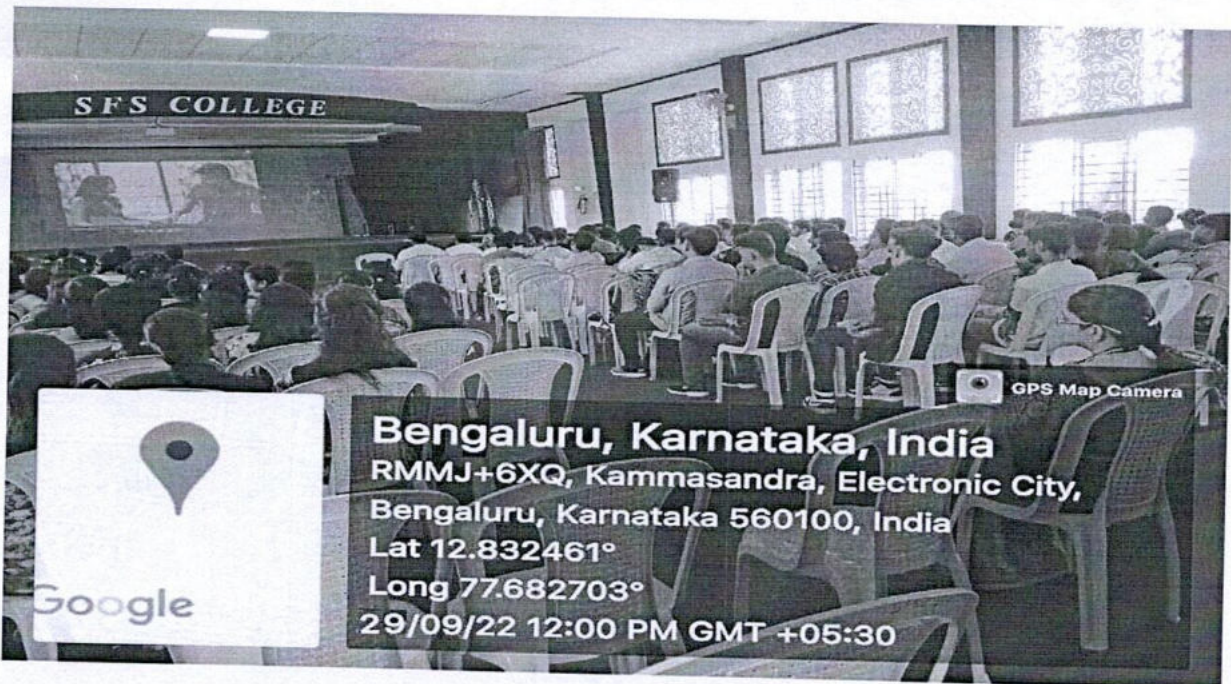 SFS COLLEGE
GPS Map Camera
Bengaluru, Karnataka, India
RMMJ+6XQ, Kammasandra, Electronic City,
Bengaluru, Karnataka 560100, India
Lat 12.832461°
Long 77.682703°
29/09/22 12:00 PM GMT +05:30
Google